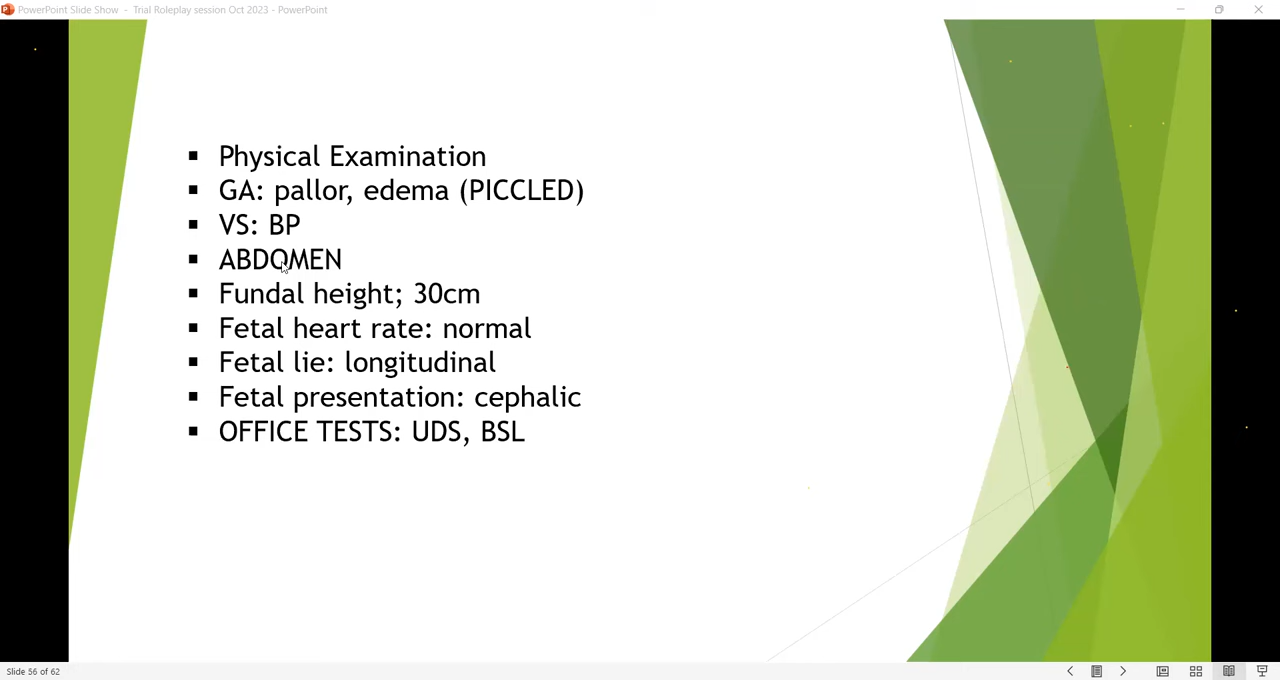 PowerPoint Slide Show - Trial Roleplay session Oct 2023 - PowerPoint
▪ Physical Examination
▪ GA: pallor, edema (PICCLED)
▪ VS: BP
▪ ABDOMEN
▪ Fundal height; 30cm
▪ Fetal heart rate: normal
▪ Fetal lie: longitudinal
▪ Fetal presentation: cephalic
▪ OFFICE TESTS: UDS, BSL
Slide 56 of 62